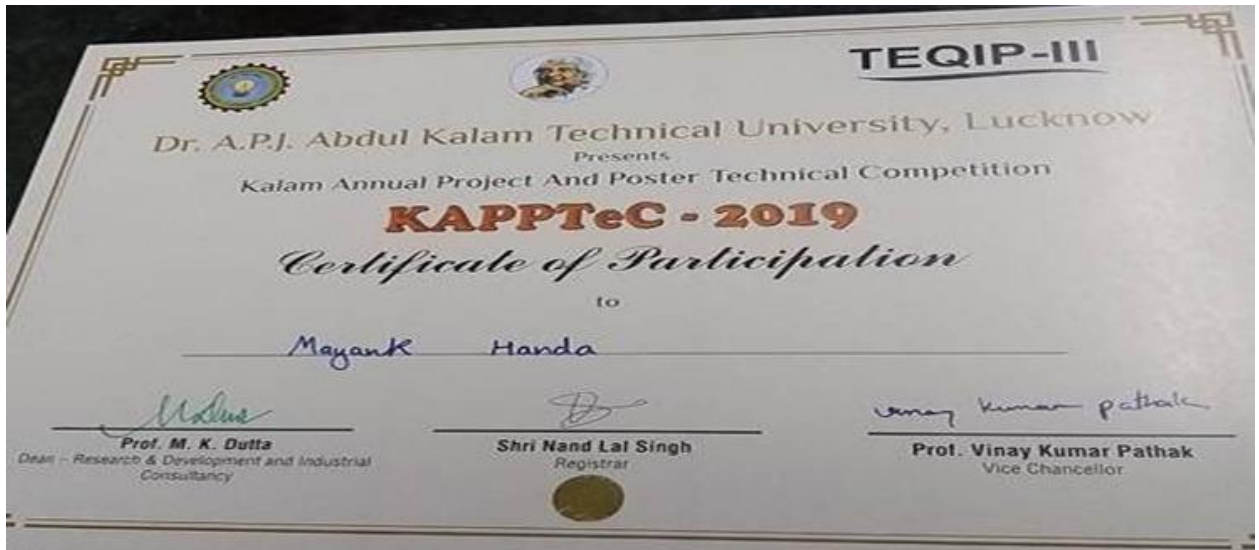 TEQIP-III
Dr. A.P.J. Abdul Kalam Technical University, Lucknow
Presents
Kalam Annual Project And Poster Technical Competition
KAPPTeC - 2019
Certificate of Participation
to
Mayank Handa
vinay kumar pathak
Prof. M. K. Dutta
Dean - Research & Development and Industrial
Consultancy
Shri Nand Lal Singh
Registrar
Prof. Vinay Kumar Pathak
Vice Chancellor